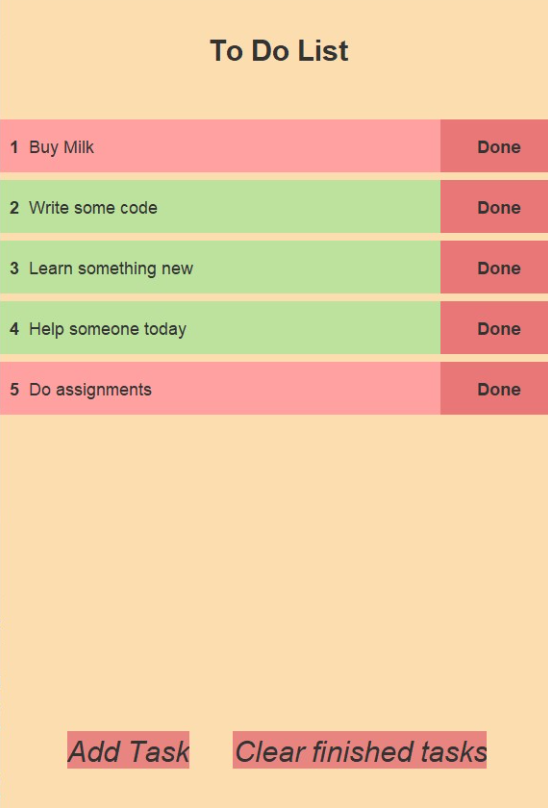 To Do List
1 Buy Milk Done
2 Write some code Done
3 Learn something new Done
4 Help someone today Done
5 Do assignments Done
Add Task Clear finished tasks